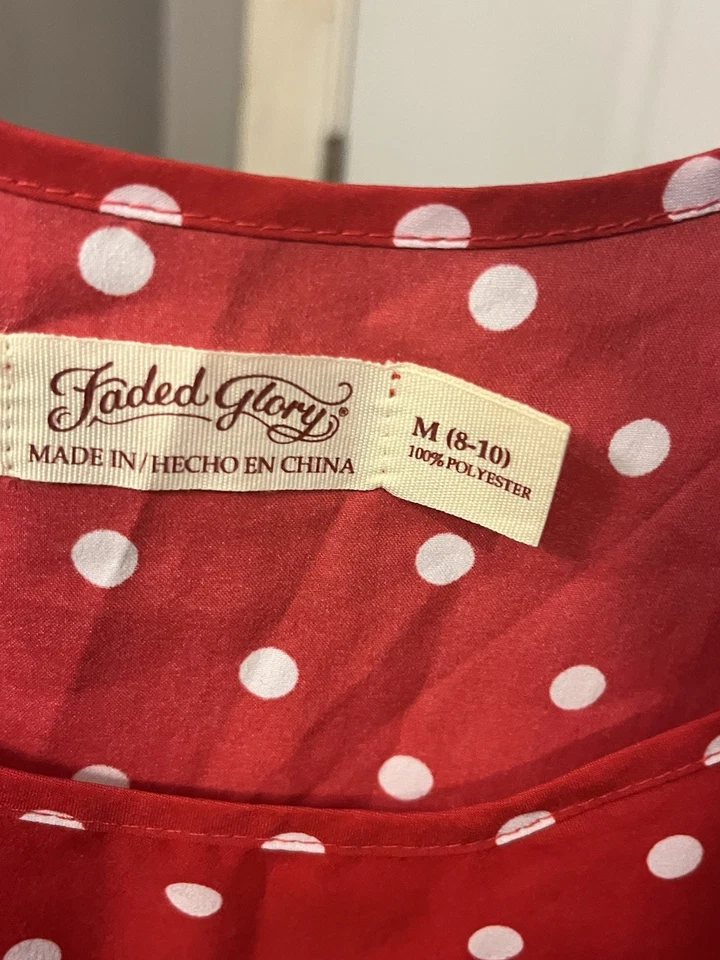 Faded Glory®
MADE IN/HECHO EN CHINA
M (8-10)
100% POLYESTER